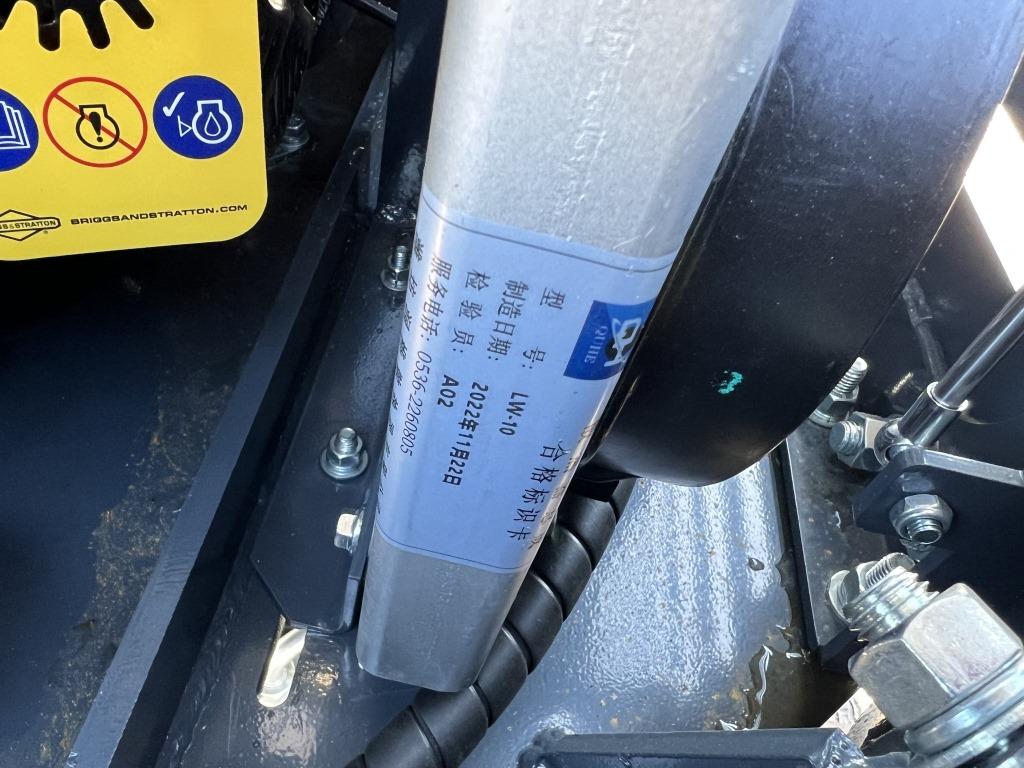 BRIGGSANDSTRATTON.COM
QUHE
合格标识卡
型 号: LW-10
制造日期: 2022年11月22日
检 验 员: A02
服务电话: 0536-2260805